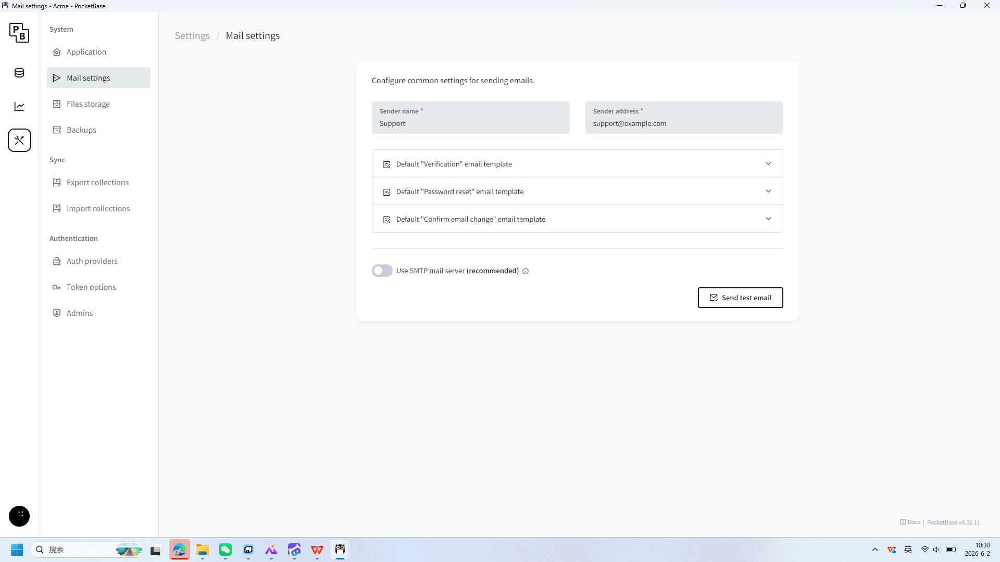 Mail settings - Acme - PocketBase
PB
System
Application
Mail settings
Files storage
Backups
Sync
Export collections
Import collections
Authentication
Auth providers
Token options
Admins
Settings / Mail settings
Configure common settings for sending emails.
Sender name *
Support
Sender address *
support@example.com
Default "Verification" email template
Default "Password reset" email template
Default "Confirm email change" email template
Use SMTP mail server (recommended)
Send test email
Docs | PocketBase v0.22.11
搜索
英
10:38
2026-6-2